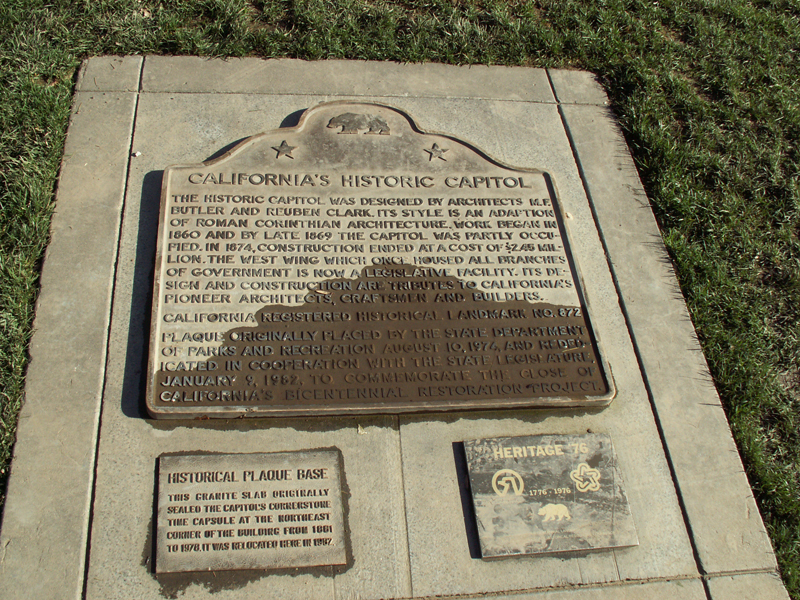 CALIFORNIA'S HISTORIC CAPITOL
THE HISTORIC CAPITOL WAS DESIGNED BY ARCHITECTS M.F.
BUTLER AND REUBEN CLARK. ITS STYLE IS AN ADAPTION
OF ROMAN CORINTHIAN ARCHITECTURE. WORK BEGAN IN
1860 AND BY LATE 1869 THE CAPITOL WAS PARTLY OCCU-
PIED. IN 1874, CONSTRUCTION ENDED AT A COST OF $2.45 MIL-
LION. THE WEST WING WHICH ONCE HOUSED ALL BRANCHES
OF GOVERNMENT IS NOW A LEGISLATIVE FACILITY. ITS DE-
SIGN AND CONSTRUCTION ARE TRIBUTES TO CALIFORNIA'S
PIONEER ARCHITECTS, CRAFTSMEN AND BUILDERS.
CALIFORNIA REGISTERED HISTORICAL LANDMARK NO. 872
PLAQUE ORIGINALLY PLACED BY THE STATE DEPARTMENT
OF PARKS AND RECREATION AUGUST 10, 1974, AND REDED-
ICATED IN COOPERATION WITH THE STATE LEGISLATURE,
JANUARY 9, 1982, TO COMMEMORATE THE CLOSE OF
CALIFORNIA'S BICENTENNIAL RESTORATION PROJECT.
HISTORICAL PLAQUE BASE
THIS GRANITE SLAB ORIGINALLY
SEALED THE CAPITOL'S CORNERSTONE
TIME CAPSULE AT THE NORTHEAST
CORNER OF THE BUILDING FROM 1861
TO 1978. IT WAS RELOCATED HERE IN 1982.
HERITAGE '76
1776 - 1976